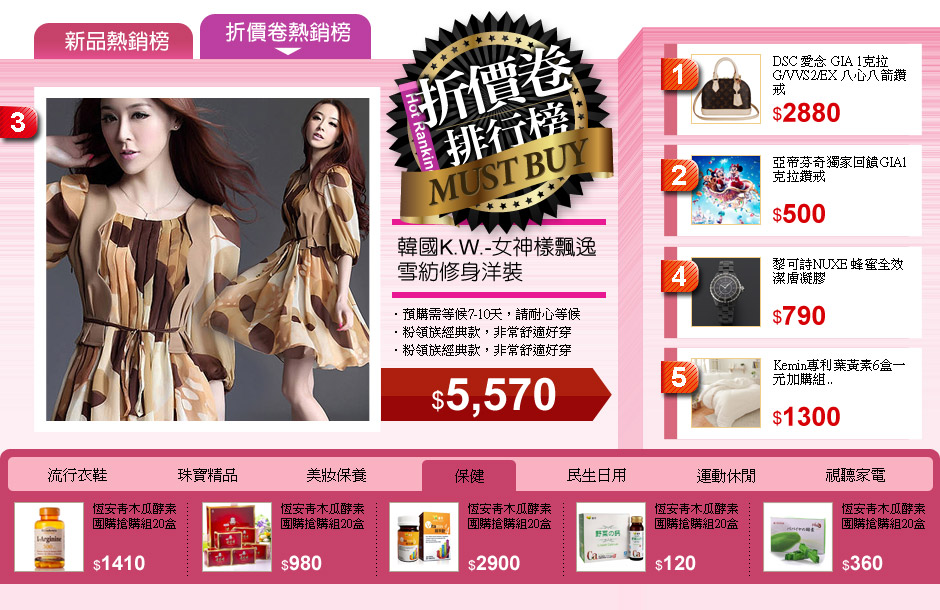 新品熱銷榜
折價卷熱銷榜
3
折價卷
Hot Rankin
排行榜
MUST BUY
韓國K.W.-女神樣飄逸
雪紡修身洋裝
· 預購需等候7-10天，請耐心等候
· 粉領族經典款，非常舒適好穿
· 粉領族經典款，非常舒適好穿
$5,570
1
DSC 愛念 GIA 1克拉
G/VVS2/EX 八心八箭鑽
戒
$2880
2
亞帝芬奇獨家回饋GIA1
克拉鑽戒
$500
4
黎可詩NUXE 蜂蜜全效
潔膚凝膠
$790
5
Kemin專利葉黃素6盒一
元加購組..
$1300
流行衣鞋
珠寶精品
美妝保養
保健
民生日用
運動休閒
視聽家電
L-Arginine
恆安青木瓜酵素
團購搶購組20盒
$1410
恆安青木瓜酵素
團購搶購組20盒
$980
恆安青木瓜酵素
團購搶購組20盒
$2900
野菜の鈣
Ca
恆安青木瓜酵素
團購搶購組20盒
$120
恆安青木瓜酵素
團購搶購組20盒
$360